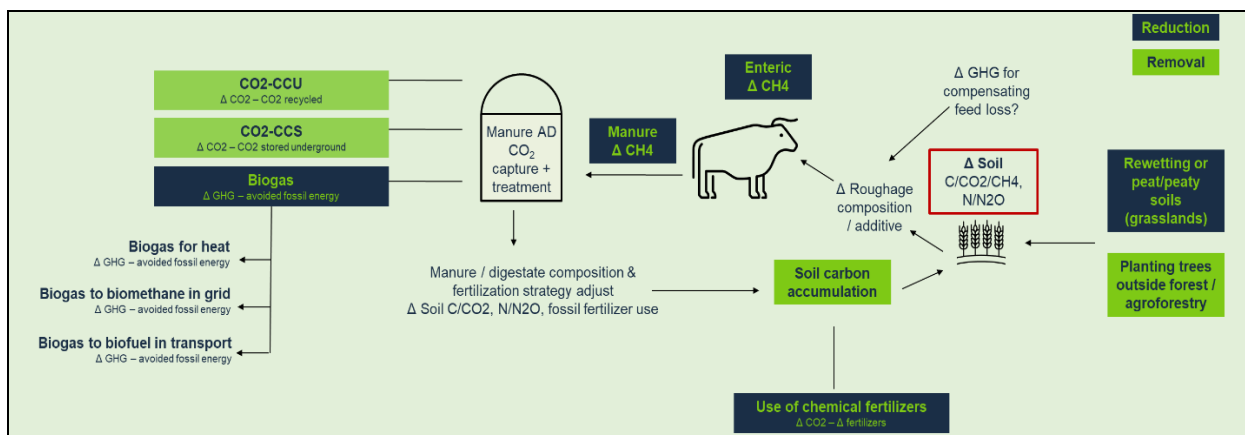 Reduction
Removal
CO2-CCU
Δ CO2 – CO2 recycled
CO2-CCS
Δ CO2 – CO2 stored underground
Biogas
Δ GHG – avoided fossil energy
Biogas for heat
Δ GHG – avoided fossil energy
Biogas to biomethane in grid
Δ GHG – avoided fossil energy
Biogas to biofuel in transport
Δ GHG – avoided fossil energy
Manure AD
CO₂
capture +
treatment
Manure
Δ CH4
Enteric
Δ CH4
Δ GHG for
compensating
feed loss?
Δ Roughage
composition
/ additive
Δ Soil
C/CO2/CH4,
N/N2O
Rewetting or
peat/peaty
soils
(grasslands)
Planting trees
outside forest /
agroforestry
Manure / digestate composition &
fertilization strategy adjust
Δ Soil C/CO2, N/N2O, fossil fertilizer use
Soil carbon
accumulation
Use of chemical fertilizers
Δ CO2 – Δ fertilizers